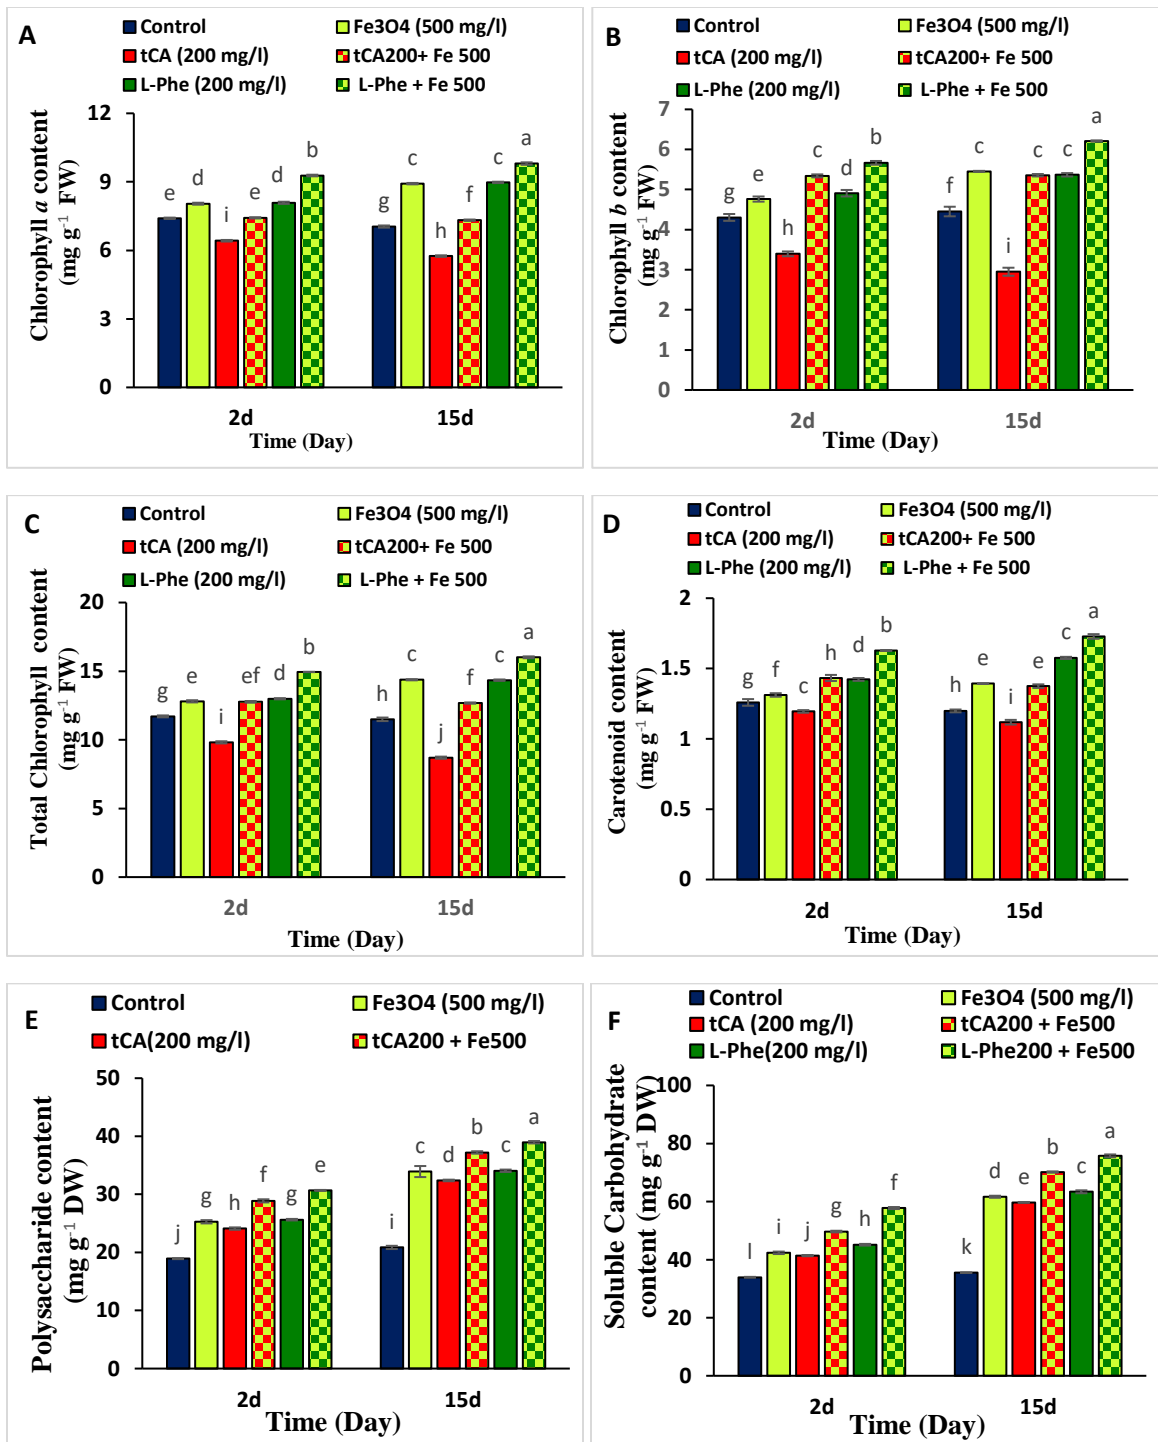 A
Control
Fe3O4 (500 mg/l)
tCA (200 mg/l)
tCA200+ Fe 500
L-Phe (200 mg/l)
L-Phe + Fe 500
Chlorophyll a content
(mg g-1 FW)
12
9
6
3
0
e d i e d b
g c h f c a
2d 15d
Time (Day)
B
Control
Fe3O4 (500 mg/l)
tCA (200 mg/l)
tCA200+ Fe 500
L-Phe (200 mg/l)
L-Phe + Fe 500
Chlorophyll b content
(mg g-1 FW)
7
6
5
4
3
2
1
0
g e h c d b
f c i c c a
2d 15d
Time (Day)
C
Control
Fe3O4 (500 mg/l)
tCA (200 mg/l)
tCA200+ Fe 500
L-Phe (200 mg/l)
L-Phe + Fe 500
Total Chlorophyll content
(mg g-1 FW)
20
15
10
5
0
g e i ef d b
h c j f c a
2d 15d
Time (Day)
D
Control
Fe3O4 (500 mg/l)
tCA (200 mg/l)
tCA200+ Fe 500
L-Phe (200 mg/l)
L-Phe + Fe 500
Carotenoid content
(mg g-1 FW)
2
1.5
1
0.5
0
g f c h d b
h e i e c a
2d 15d
Time (Day)
E
Control
Fe3O4 (500 mg/l)
tCA(200 mg/l)
tCA200 + Fe500
Polysaccharide content
(mg g-1 DW)
50
40
30
20
10
0
j g h f g e
i c d b c a
2d 15d
Time (Day)
F
Control
Fe3O4 (500 mg/l)
tCA (200 mg/l)
tCA200 + Fe500
L-Phe(200 mg/l)
L-Phe200 + Fe500
Soluble Carbohydrate
content (mg g-1 DW)
100
80
60
40
20
0
l i j g h f
k d e b c a
2d 15d
Time (Day)